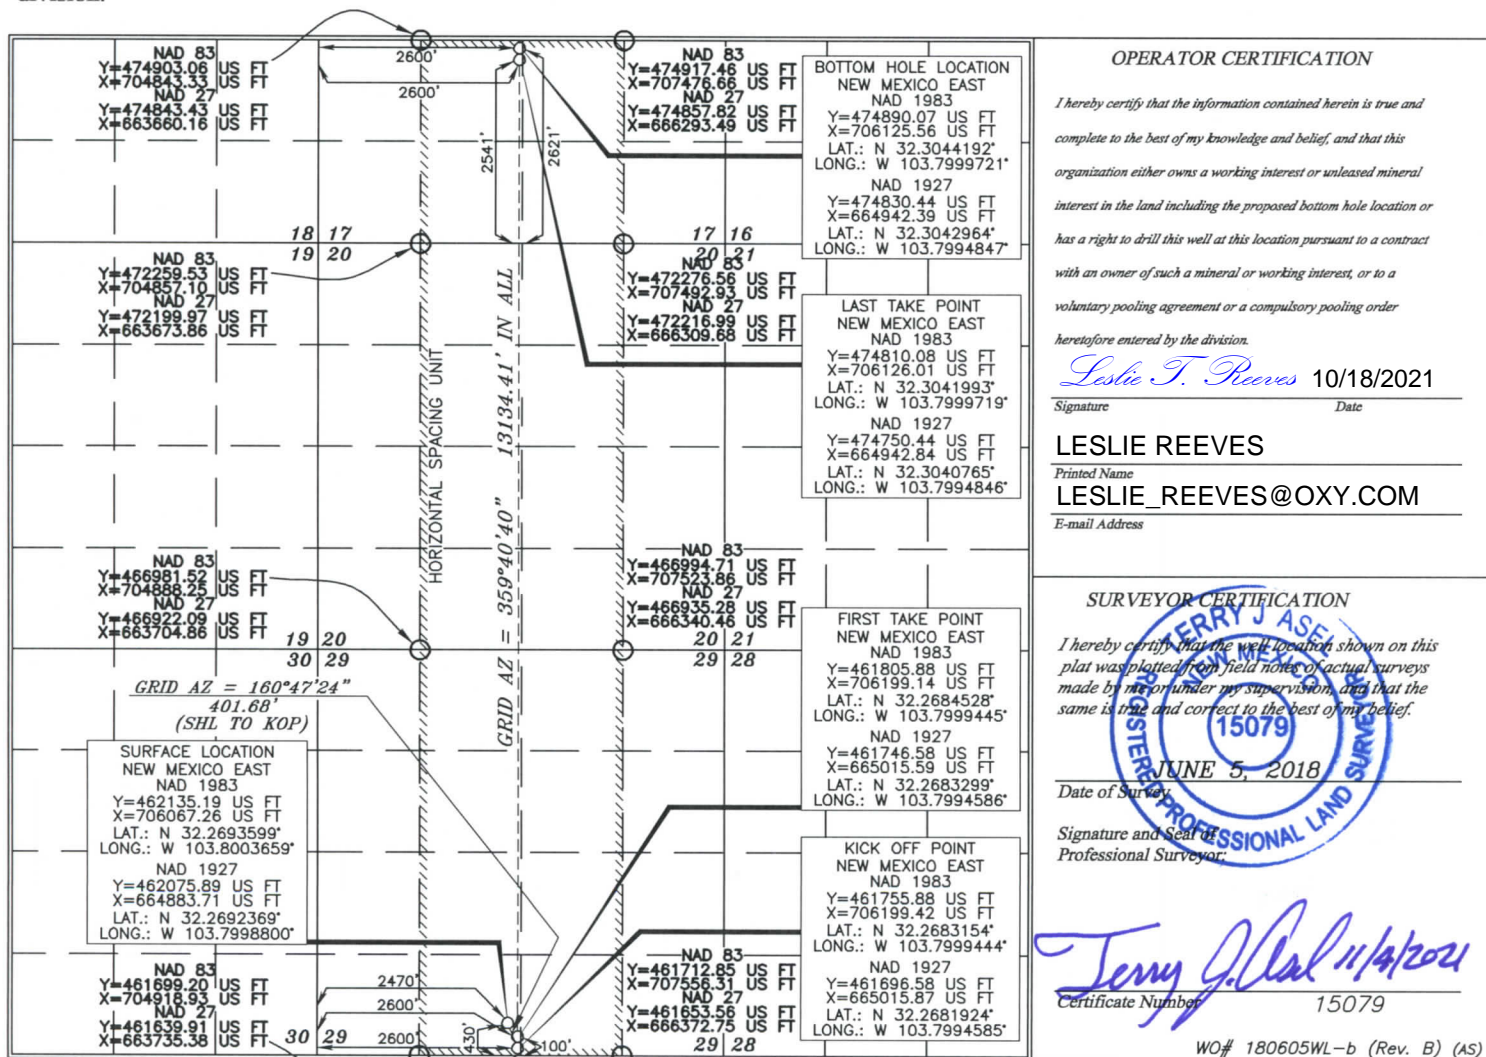 NAD 83
Y=474903.06 US FT
X=704843.33 US FT
NAD 27
Y=474843.43 US FT
X=663660.16 US FT
2600'
2600'
2541'
2621'
NAD 83
Y=474917.46 US FT
X=707476.66 US FT
NAD 27
Y=474857.82 US FT
X=666293.49 US FT
BOTTOM HOLE LOCATION
NEW MEXICO EAST
NAD 1983
Y=474890.07 US FT
X=706125.56 US FT
LAT.: N 32.3044192°
LONG.: W 103.7999721°
NAD 1927
Y=474830.44 US FT
X=664942.39 US FT
LAT.: N 32.3042964°
LONG.: W 103.7994847°
18 17
19 20
17 16
20 21
NAD 83
Y=472259.53 US FT
X=704857.10 US FT
NAD 27
Y=472199.97 US FT
X=663673.86 US FT
NAD 83
Y=472276.56 US FT
X=707492.93 US FT
NAD 27
Y=472216.99 US FT
X=666309.68 US FT
LAST TAKE POINT
NEW MEXICO EAST
NAD 1983
Y=474810.08 US FT
X=706126.01 US FT
LAT.: N 32.3041993°
LONG.: W 103.7999719°
NAD 1927
Y=474750.44 US FT
X=664942.84 US FT
LAT.: N 32.3040765°
LONG.: W 103.7994846°
HORIZONTAL SPACING UNIT
GRID AZ = 359°40'40" 13134.41' IN ALL
NAD 83
Y=466981.52 US FT
X=704888.25 US FT
NAD 27
Y=466922.09 US FT
X=663704.86 US FT
NAD 83
Y=466994.71 US FT
X=707523.86 US FT
NAD 27
Y=466935.28 US FT
X=666340.46 US FT
19 20
30 29
20 21
29 28
GRID AZ = 160°47'24"
401.68'
(SHL TO KOP)
FIRST TAKE POINT
NEW MEXICO EAST
NAD 1983
Y=461805.88 US FT
X=706199.14 US FT
LAT.: N 32.2684528°
LONG.: W 103.7999445°
NAD 1927
Y=461746.58 US FT
X=665015.59 US FT
LAT.: N 32.2683299°
LONG.: W 103.7994586°
SURFACE LOCATION
NEW MEXICO EAST
NAD 1983
Y=462135.19 US FT
X=706067.26 US FT
LAT.: N 32.2693599°
LONG.: W 103.8003659°
NAD 1927
Y=462075.89 US FT
X=664883.71 US FT
LAT.: N 32.2692369°
LONG.: W 103.7998800°
KICK OFF POINT
NEW MEXICO EAST
NAD 1983
Y=461755.88 US FT
X=706199.42 US FT
LAT.: N 32.2683154°
LONG.: W 103.7999444°
NAD 1927
Y=461696.58 US FT
X=665015.87 US FT
LAT.: N 32.2681924°
LONG.: W 103.7994585°
NAD 83
Y=461699.20 US FT
X=704918.93 US FT
NAD 27
Y=461639.91 US FT
X=663735.38 US FT
30 29
2470'
2600'
2600'
430'
100'
NAD 83
Y=461712.85 US FT
X=707556.31 US FT
NAD 27
Y=461653.56 US FT
X=666372.75 US FT
29 28
OPERATOR CERTIFICATION
I hereby certify that the information contained herein is true and
complete to the best of my knowledge and belief, and that this
organization either owns a working interest or unleased mineral
interest in the land including the proposed bottom hole location or
has a right to drill this well at this location pursuant to a contract
with an owner of such a mineral or working interest, or to a
voluntary pooling agreement or a compulsory pooling order
heretofore entered by the division.
Leslie T. Reeves 10/18/2021
Signature Date
LESLIE REEVES
Printed Name
LESLIE_REEVES@OXY.COM
E-mail Address
SURVEYOR CERTIFICATION
I hereby certify that the well location shown on this
plat was plotted from field notes of actual surveys
made by me or under my supervision, and that the
same is true and correct to the best of my belief.
TERRY J ASEL
NEW MEXICO
15079
REGISTERED PROFESSIONAL LAND SURVEYOR
JUNE 5, 2018
Date of Survey
Signature and Seal of
Professional Surveyor:
Terry J. Asel 11/4/2021
Certificate Number 15079
WO# 180605WL-b (Rev. B) (AS)